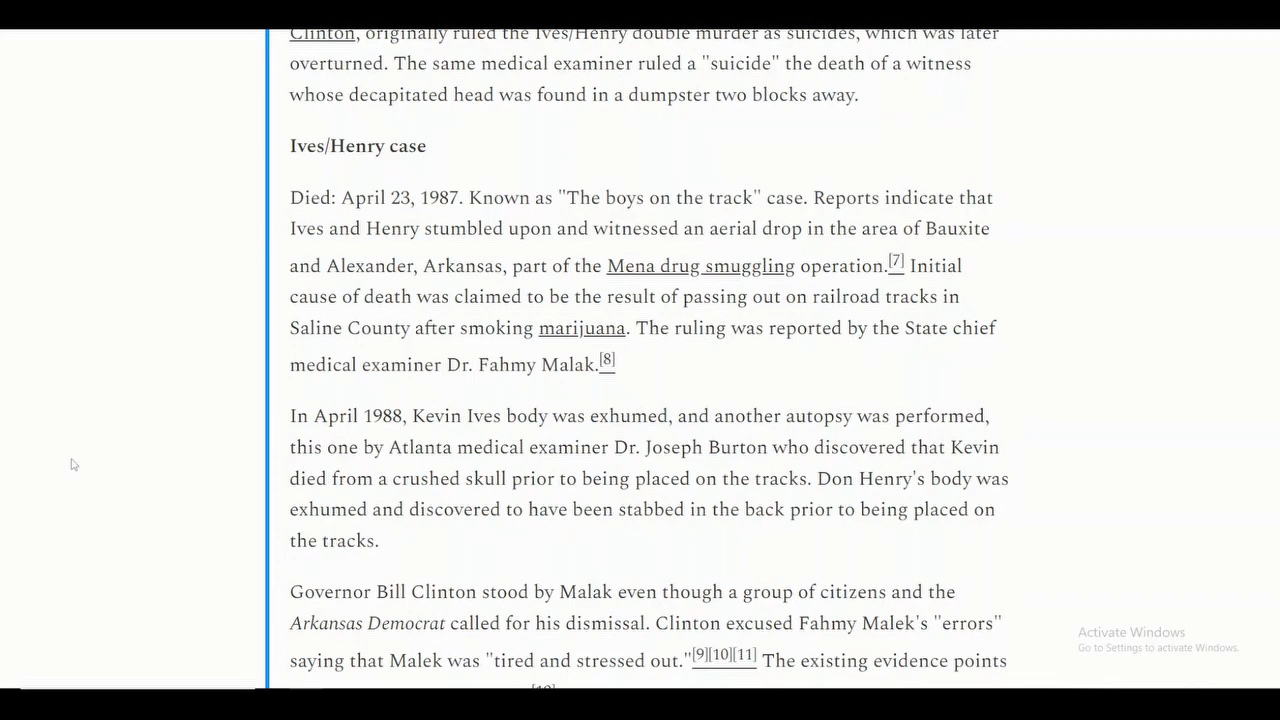 Clinton, originally ruled the Ives/Henry double murder as suicides, which was later
overturned. The same medical examiner ruled a "suicide" the death of a witness
whose decapitated head was found in a dumpster two blocks away.
Ives/Henry case
Died: April 23, 1987. Known as "The boys on the track" case. Reports indicate that
Ives and Henry stumbled upon and witnessed an aerial drop in the area of Bauxite
and Alexander, Arkansas, part of the Mena drug smuggling operation.[7] Initial
cause of death was claimed to be the result of passing out on railroad tracks in
Saline County after smoking marijuana. The ruling was reported by the State chief
medical examiner Dr. Fahmy Malak.[8]
In April 1988, Kevin Ives body was exhumed, and another autopsy was performed,
this one by Atlanta medical examiner Dr. Joseph Burton who discovered that Kevin
died from a crushed skull prior to being placed on the tracks. Don Henry's body was
exhumed and discovered to have been stabbed in the back prior to being placed on
the tracks.
Governor Bill Clinton stood by Malak even though a group of citizens and the
Arkansas Democrat called for his dismissal. Clinton excused Fahmy Malek's "errors"
saying that Malek was "tired and stressed out."[9][10][11] The existing evidence points
Activate Windows
Go to Settings to activate Windows.